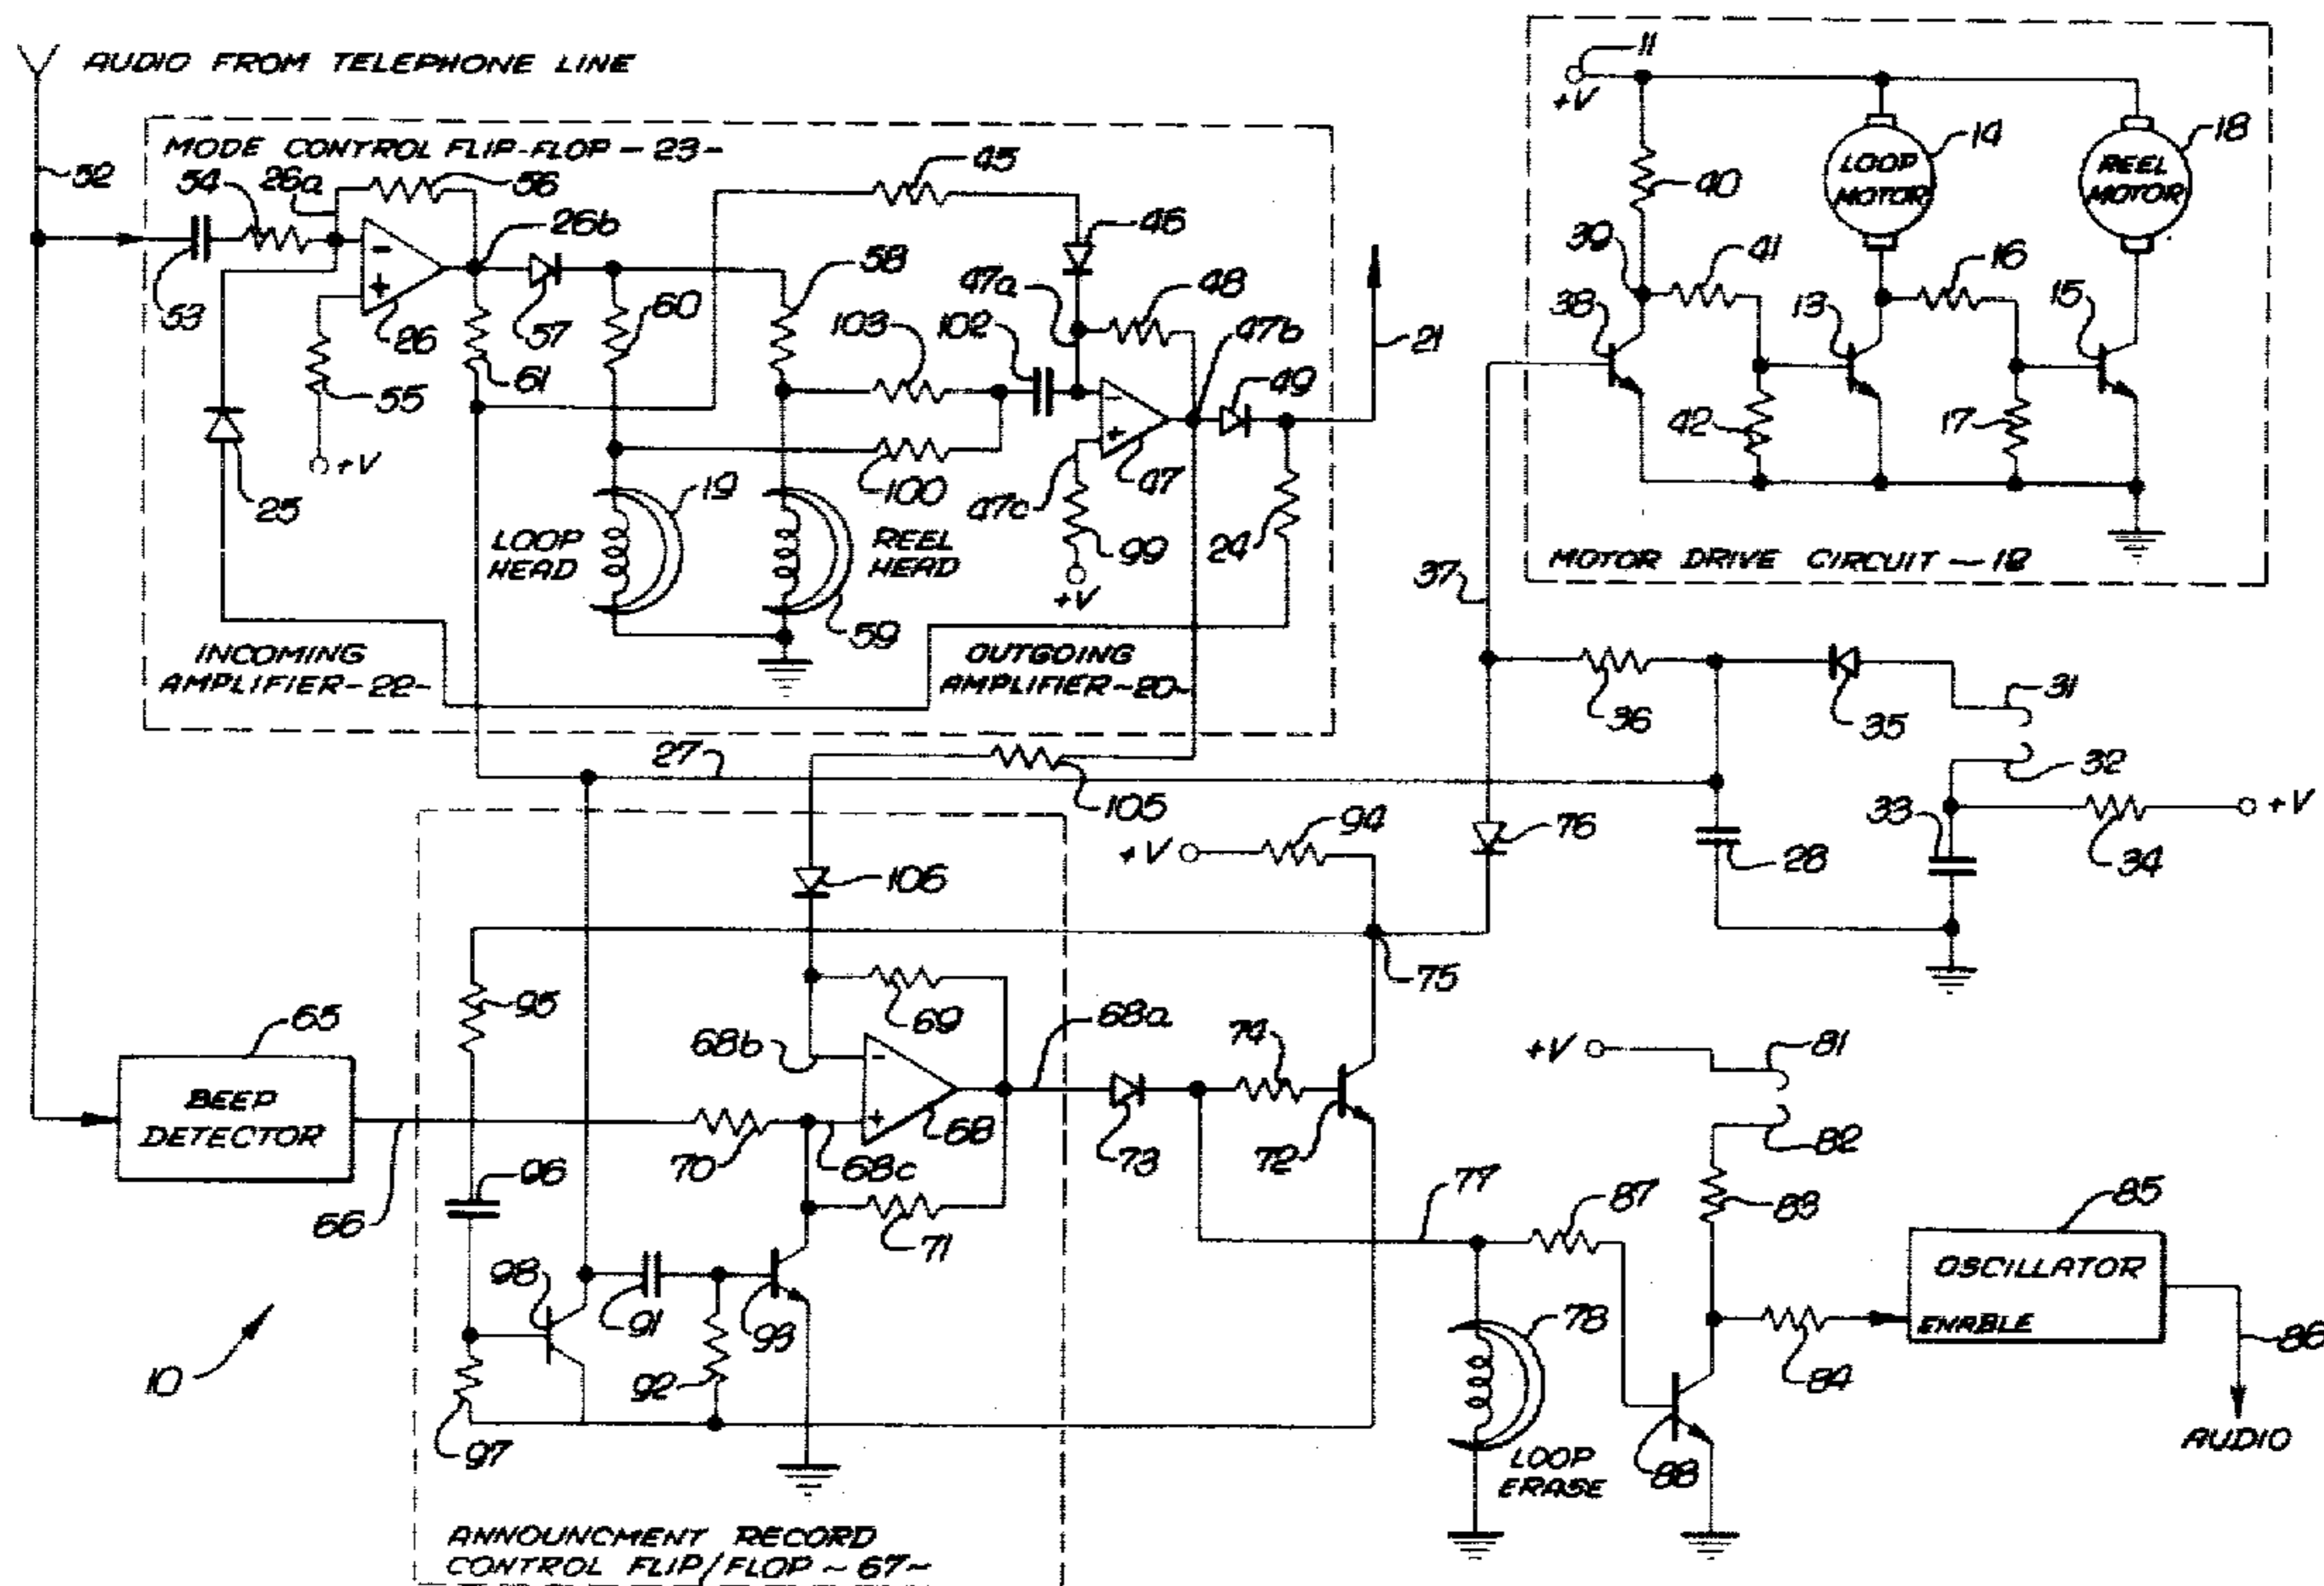 AUDIO FROM TELEPHONE LINE
52
MODE CONTROL FLIP-FLOP -23-
54
26a
56
53
26b
26
55
+V
25
57
61
60
58
45
46
47a
48
103
102
47b
49
21
100
47c
47
99
+V
24
19
LOOP
HEAD
REEL
HEAD
59
INCOMING
AMPLIFIER-22-
OUTGOING
AMPLIFIER-20-
11
+V
40
LOOP
MOTOR
14
REEL
MOTOR
18
39
41
38
13
16
15
42
17
MOTOR DRIVE CIRCUIT - 12
37
36
35
31
32
27
105
94
+V
76
28
33
34
+V
106
75
95
69
68b
68a
74
65
BEEP
DETECTOR
66
70
68c
68
73
72
96
71
77
98
91
93
92
97
10
+V
81
82
83
87
85
OSCILLATOR
ENABLE
86
78
84
88
LOOP
ERASE
AUDIO
ANNOUNCMENT RECORD
CONTROL FLIP/FLOP ~ 67~